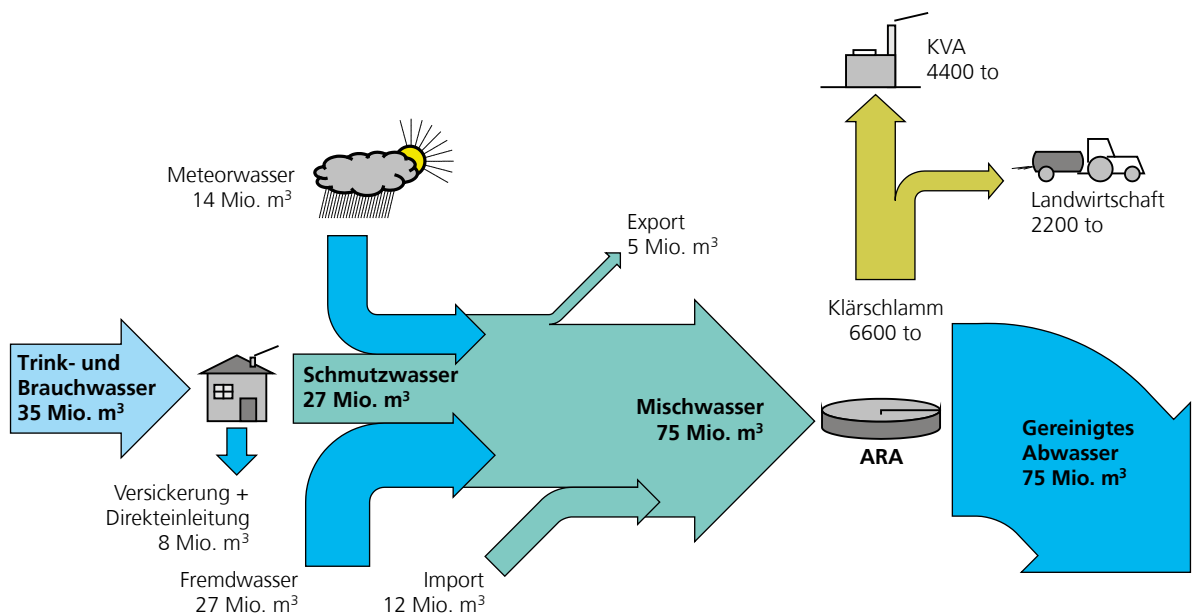 KVA
4400 to
Meteorwasser
14 Mio. m³
Landwirtschaft
2200 to
Export
5 Mio. m³
Klärschlamm
6600 to
Trink- und
Brauchwasser
35 Mio. m³
Schmutzwasser
27 Mio. m³
Mischwasser
75 Mio. m³
ARA
Gereinigtes
Abwasser
75 Mio. m³
Versickerung +
Direkteinleitung
8 Mio. m³
Fremdwasser
27 Mio. m³
Import
12 Mio. m³